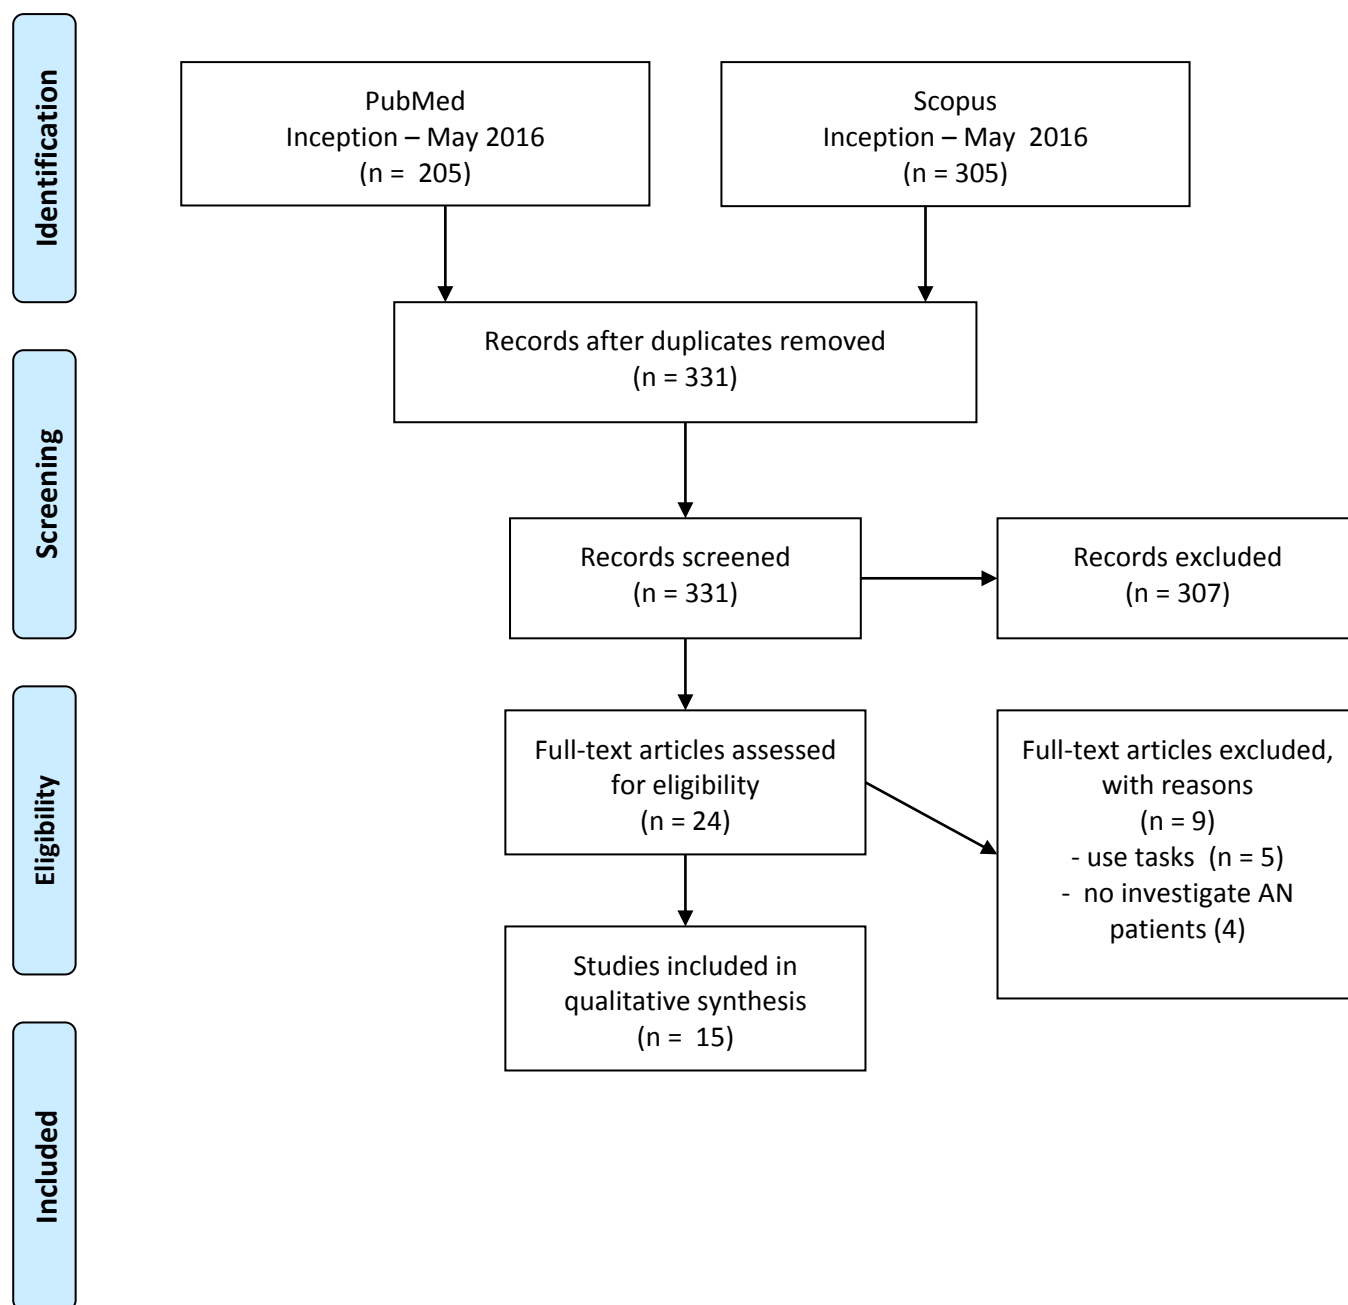 Identification
PubMed
Inception – May 2016
(n =  205)
Scopus
Inception – May  2016
(n = 305)
Records after duplicates removed
(n = 331)
Screening
Records screened
(n = 331)
Records excluded
(n = 307)
Eligibility
Full-text articles assessed
for eligibility
(n = 24)
Full-text articles excluded,
with reasons
(n = 9)
- use tasks  (n = 5)
-  no investigate AN
patients (4)
Studies included in
qualitative synthesis
(n =  15)
Included